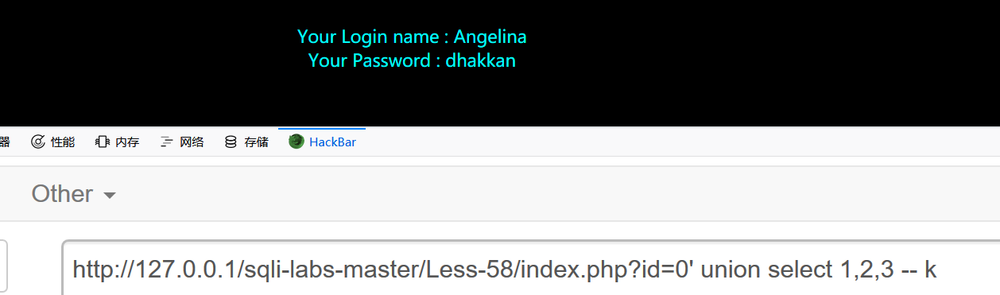 Your Login name : Angelina
Your Password : dhakkan
器 性能 内存 网络 存储 HackBar
Other
http://127.0.0.1/sqli-labs-master/Less-58/index.php?id=0' union select 1,2,3 -- k